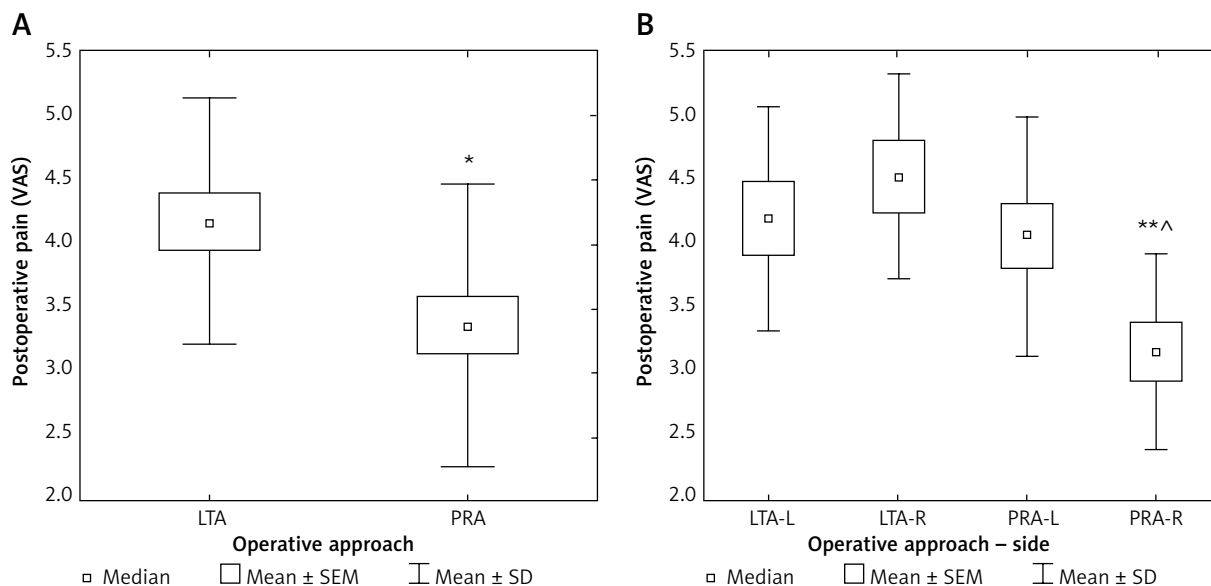 A
5.5
5.0
4.5
4.0
3.5
3.0
2.5
2.0
Postoperative pain (VAS)
*
LTA PRA
Operative approach
Median Mean ± SEM Mean ± SD
B
5.5
5.0
4.5
4.0
3.5
3.0
2.5
2.0
Postoperative pain (VAS)
**^
LTA-L LTA-R PRA-L PRA-R
Operative approach – side
Median Mean ± SEM Mean ± SD